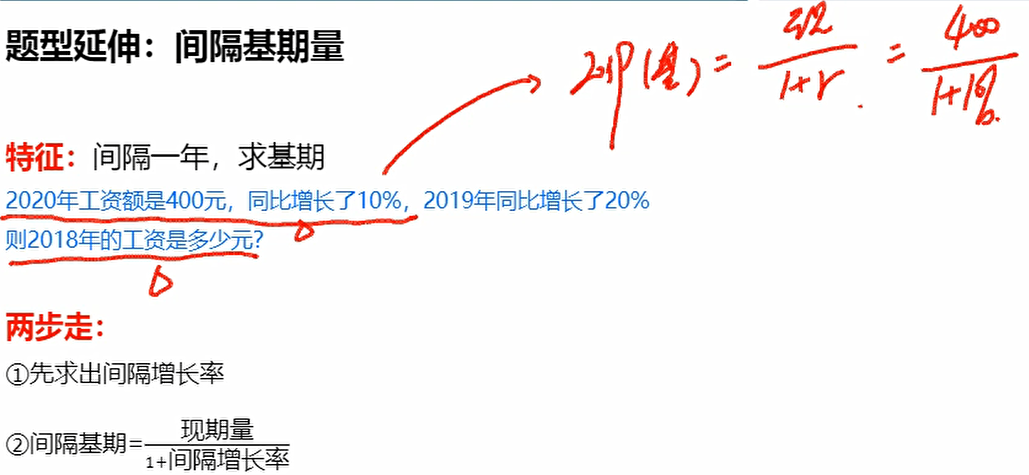 题型延伸：间隔基期量
2019(基) = 现/1+r = 400/1+10%
特征：间隔一年，求基期
2020年工资额是400元，同比增长了10%，2019年同比增长了20%
则2018年的工资是多少元?
两步走：
①先求出间隔增长率
②间隔基期=现期量/1+间隔增长率